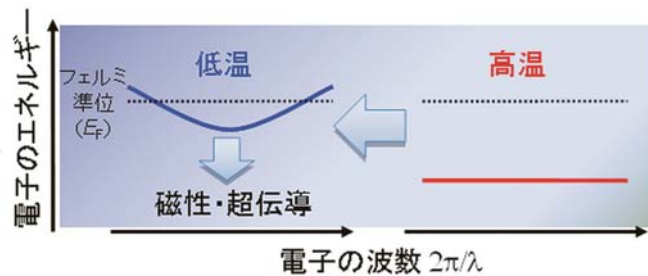 電子のエネルギー
フェルミ
準位
(EF)
低温
高温
磁性・超伝導
電子の波数 2π/λ